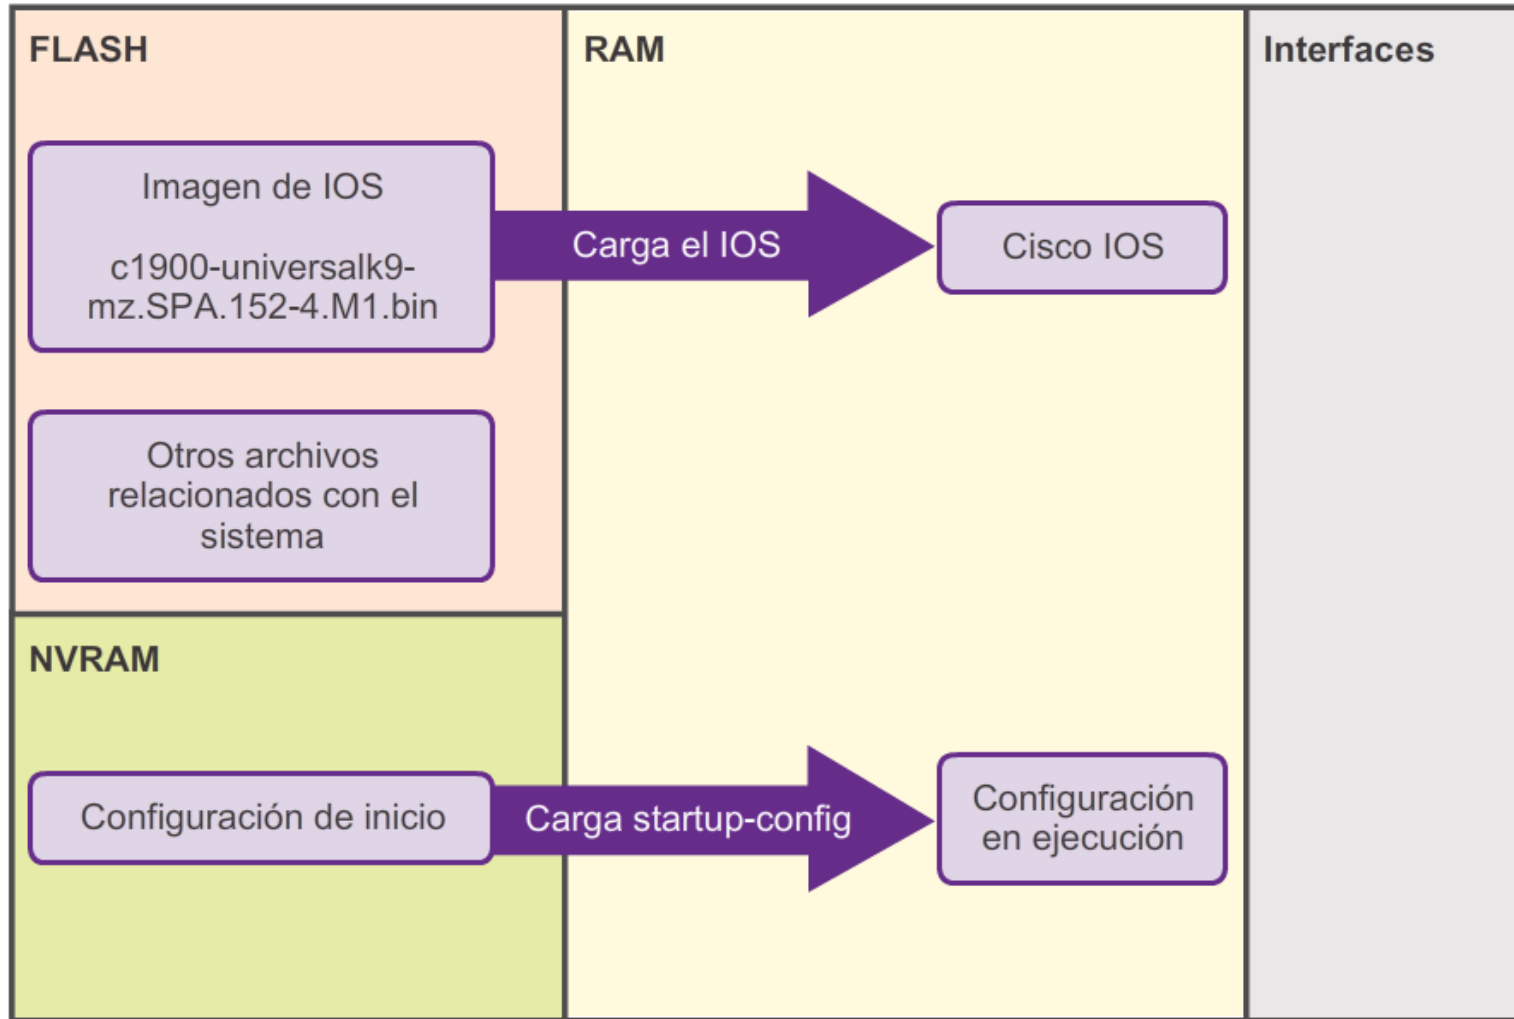 FLASH
Imagen de IOS
c1900-universalk9-
mz.SPA.152-4.M1.bin
Otros archivos
relacionados con el
sistema
NVRAM
Configuración de inicio
RAM
Carga el IOS
Cisco IOS
Carga startup-config
Configuración
en ejecución
Interfaces